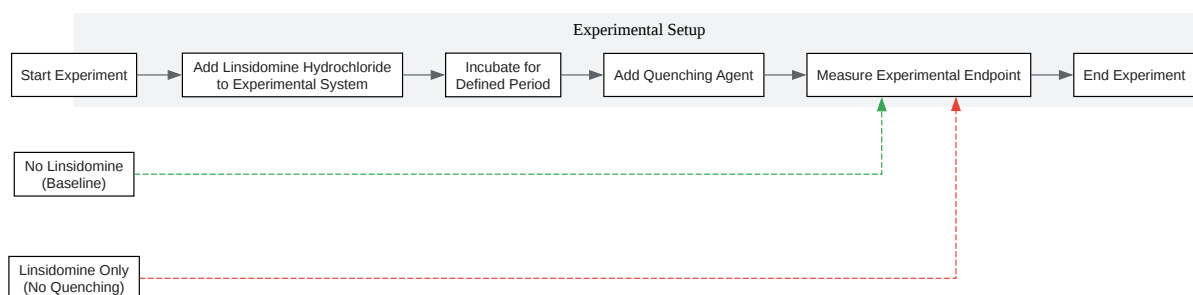 Experimental Setup
Start Experiment
Add Linsidomine Hydrochloride
to Experimental System
Incubate for
Defined Period
Add Quenching Agent
Measure Experimental Endpoint
End Experiment
No Linsidomine
(Baseline)
Linsidomine Only
(No Quenching)